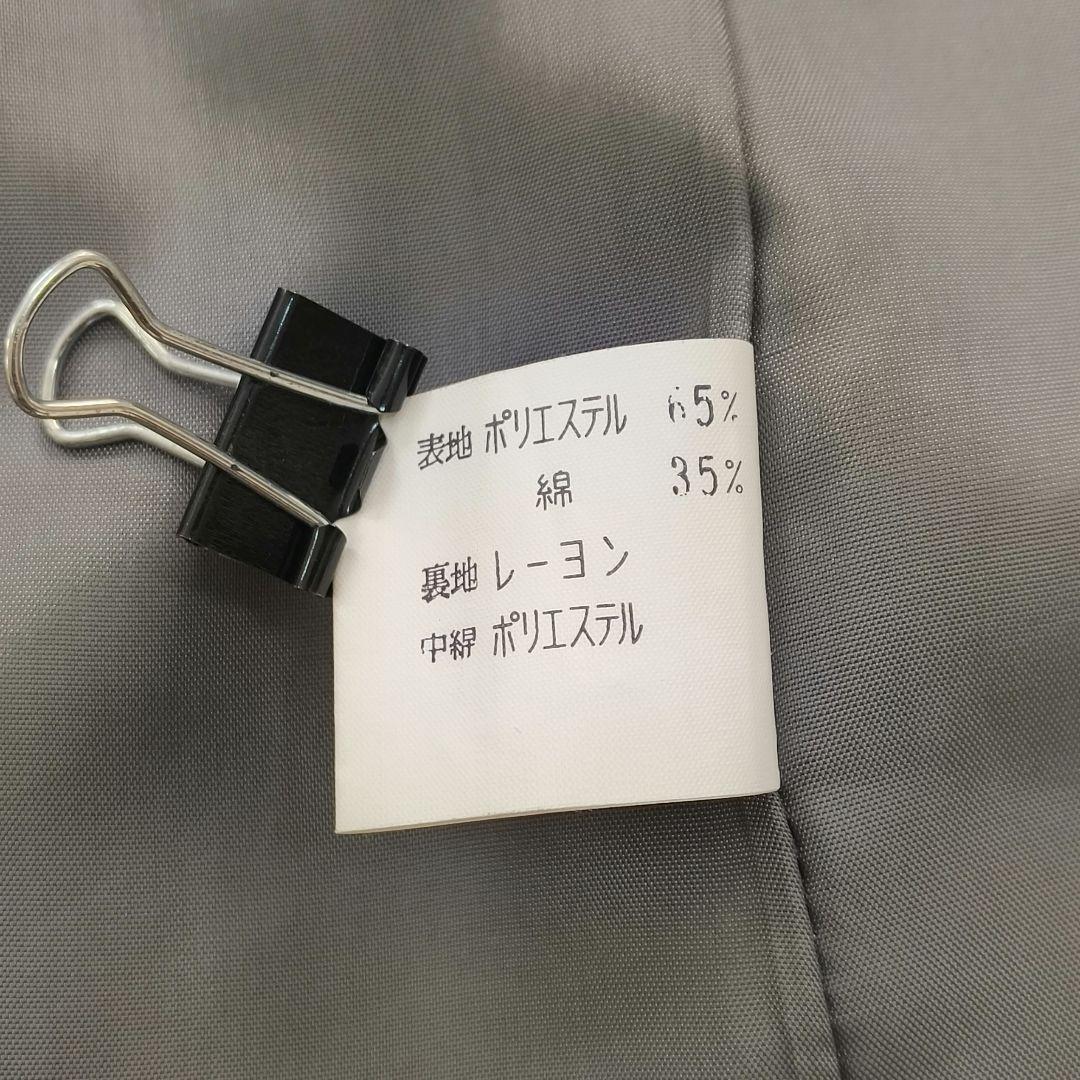 表地 ポリエステル 65%
綿 35%
裏地 レーヨン
中綿 ポリエステル